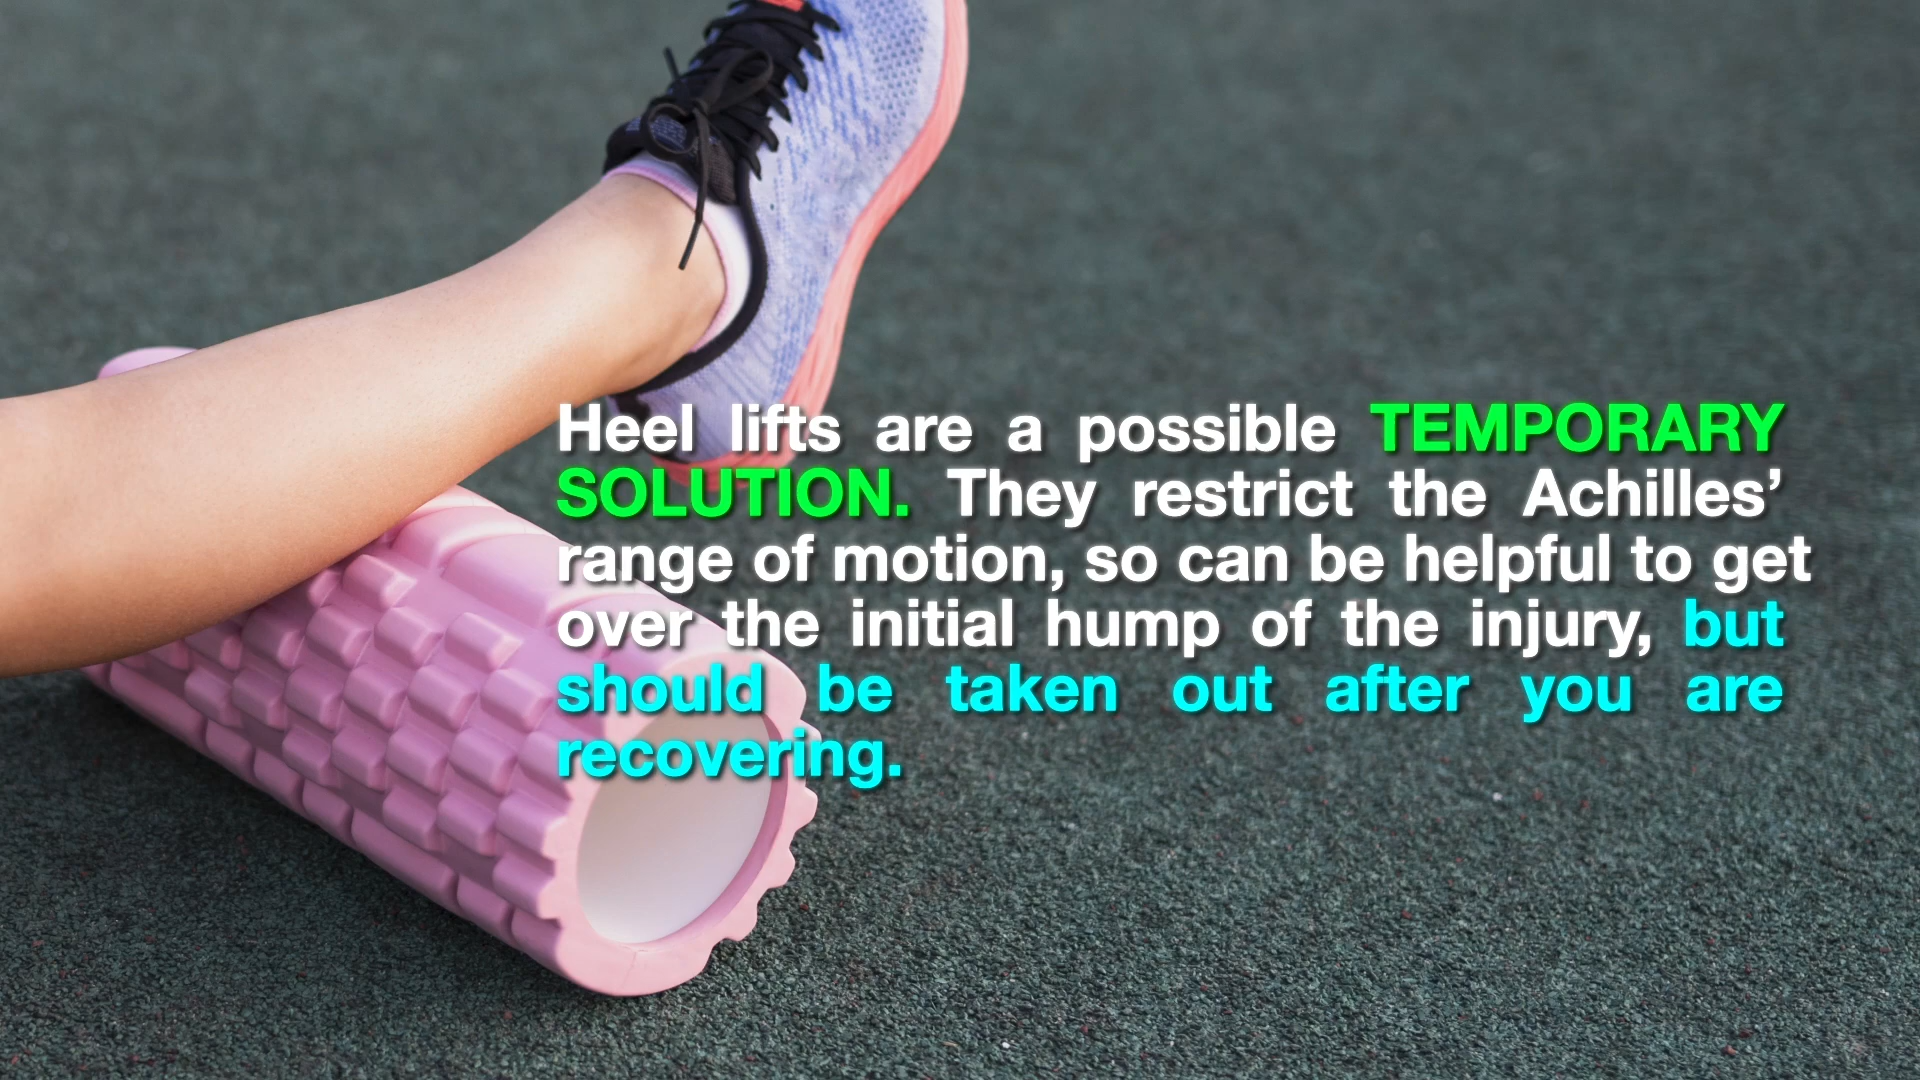 Heel lifts are a possible TEMPORARY
SOLUTION. They restrict the Achilles’
range of motion, so can be helpful to get
over the initial hump of the injury, but
should be taken out after you are
recovering.